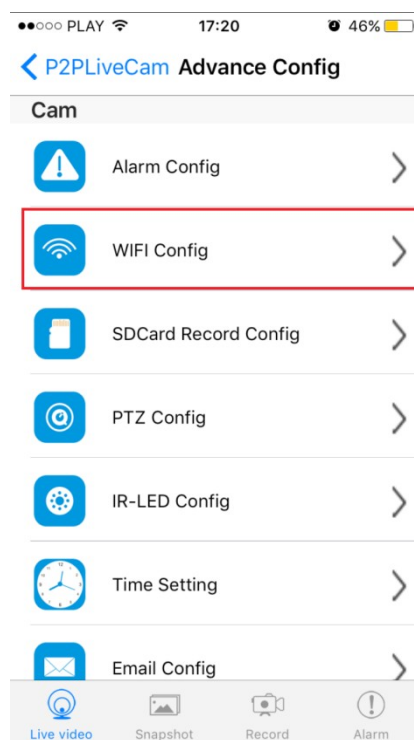 PLAY 17:20 46%
P2PLiveCam Advance Config
Cam
Alarm Config
WIFI Config
SDCard Record Config
PTZ Config
IR-LED Config
Time Setting
Email Config
Live video Snapshot Record Alarm